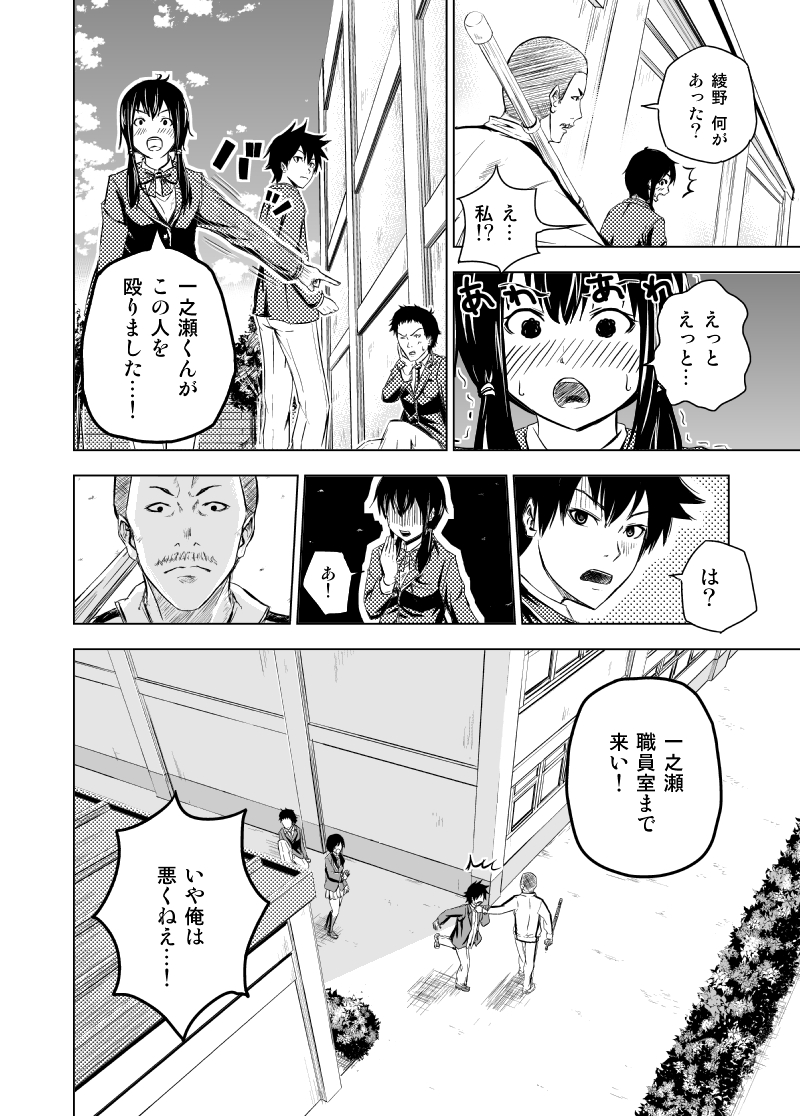 綾野 何が
あった？
え…
私!?
えっと
えっと…
あわ
あわ
バッ
一之瀬くんが
この人を
殴りました…！
は？
あ！
一之瀬
職員室まで
来い！
いや俺は
悪くねえ…！